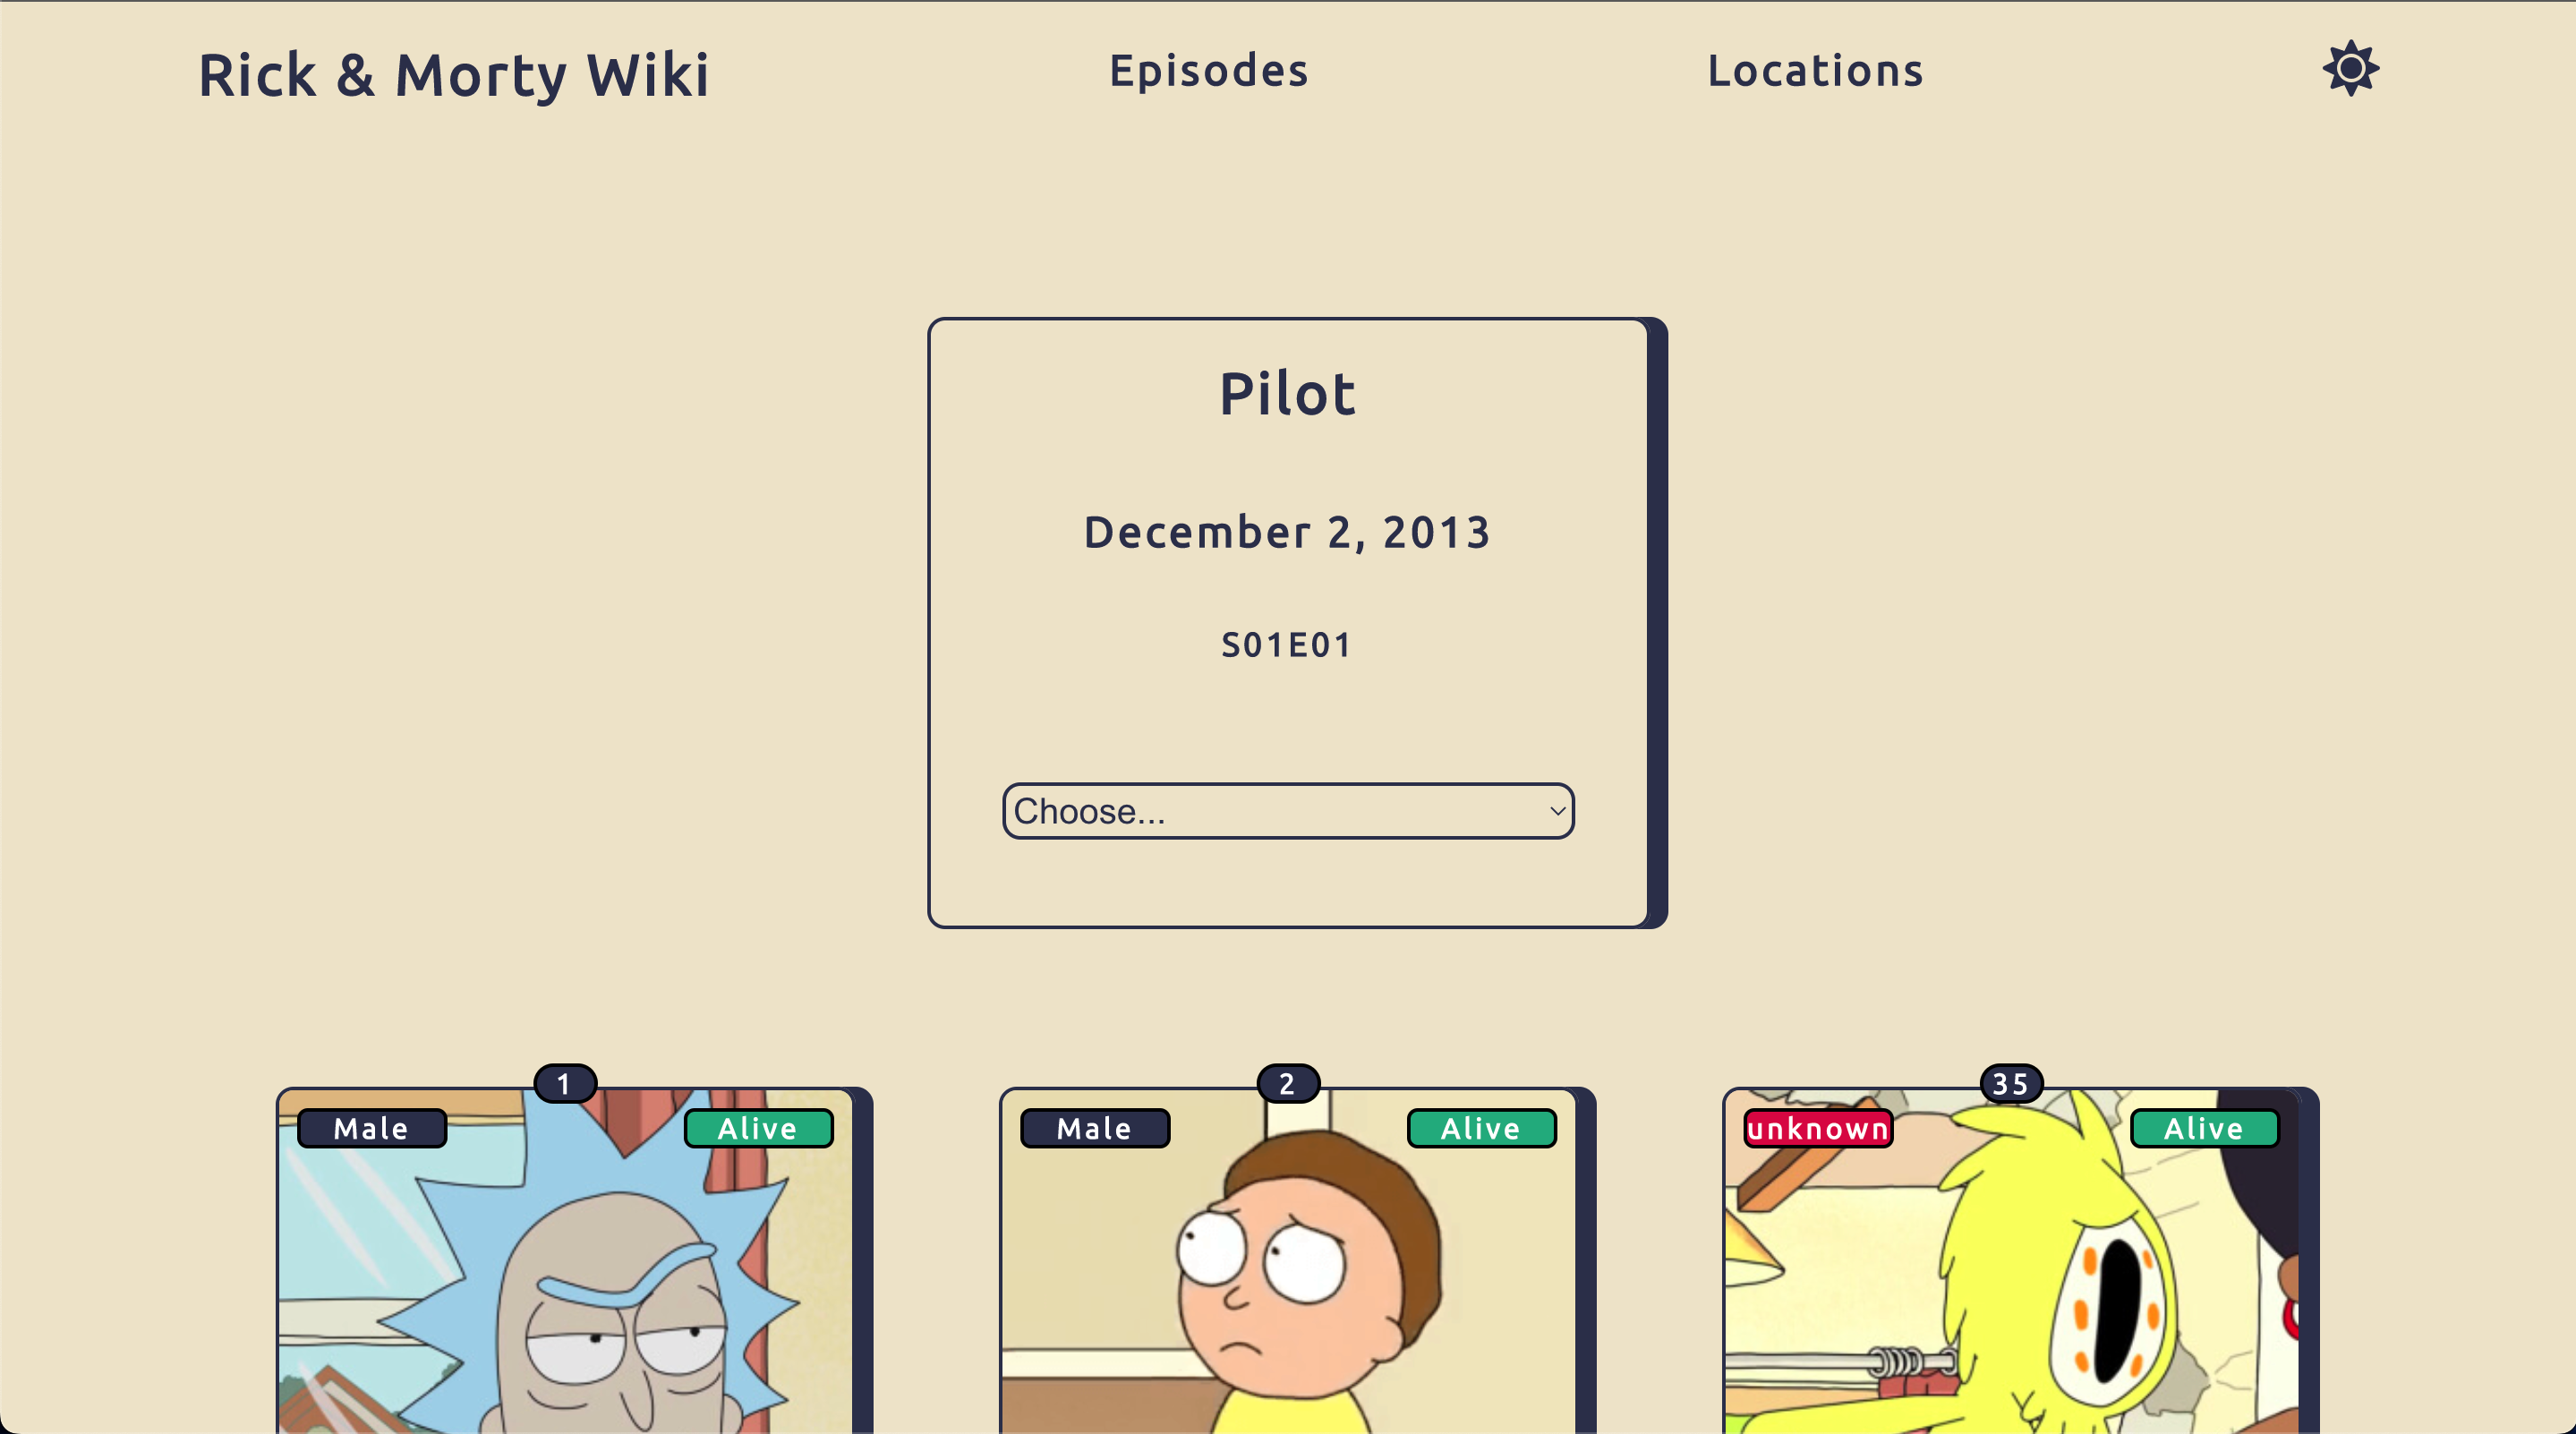 Rick & Morty Wiki
Episodes
Locations
Pilot
December 2, 2013
S01E01
Choose...
1
Male
Alive
2
Male
Alive
35
unknown
Alive